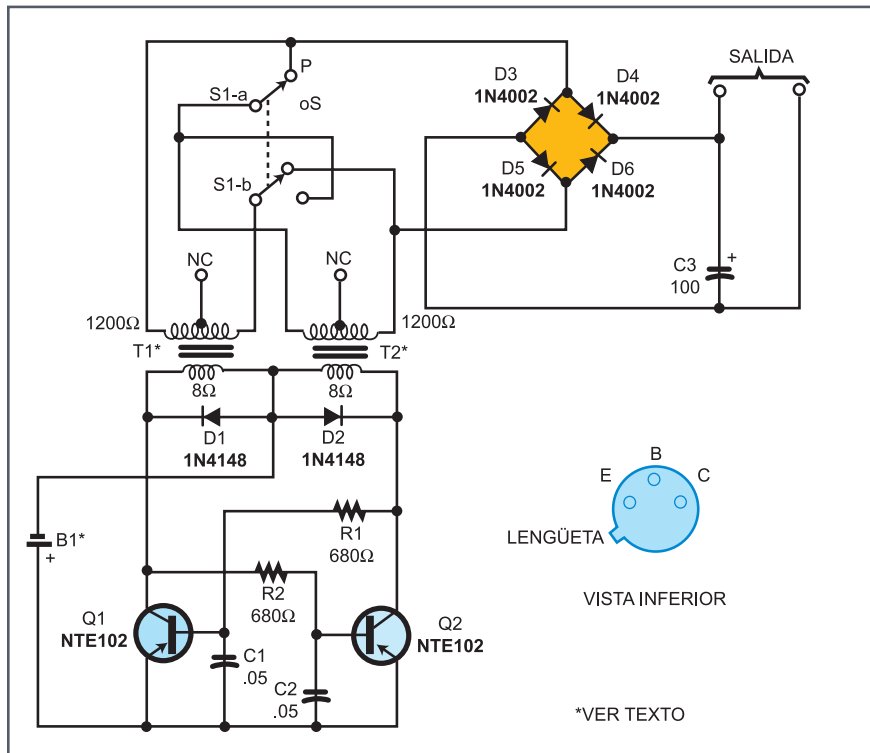 SALIDA
P
S1-a
oS
S1-b
D3
1N4002
D4
1N4002
D5
1N4002
D6
1N4002
NC
NC
C3
100
+
1200Ω
1200Ω
T1*
T2*
8Ω
8Ω
D1
1N4148
D2
1N4148
B1*
+
R1
680Ω
R2
680Ω
Q1
NTE102
Q2
NTE102
C1
.05
C2
.05
B
E
C
LENGÜETA
VISTA INFERIOR
*VER TEXTO